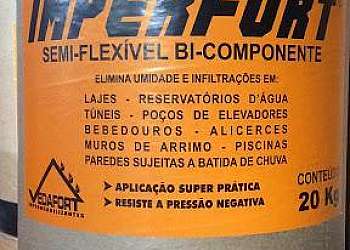 IMPERFORT
SEMI-FLEXÍVEL BI-COMPONENTE
ELIMINA UMIDADE E INFILTRAÇÕES EM:
LAJES - RESERVATÓRIOS D'ÁGUA
TÚNEIS - POÇOS DE ELEVADORES
BEBEDOUROS - ALICERCES
MUROS DE ARRIMO - PISCINAS
PAREDES SUJEITAS A BATIDA DE CHUVA
▸ APLICAÇÃO SUPER PRÁTICA
▸ RESISTE A PRESSÃO NEGATIVA
VEDAFORT
IMPERMEABILIZANTES
CONTEÚDO
20 KG